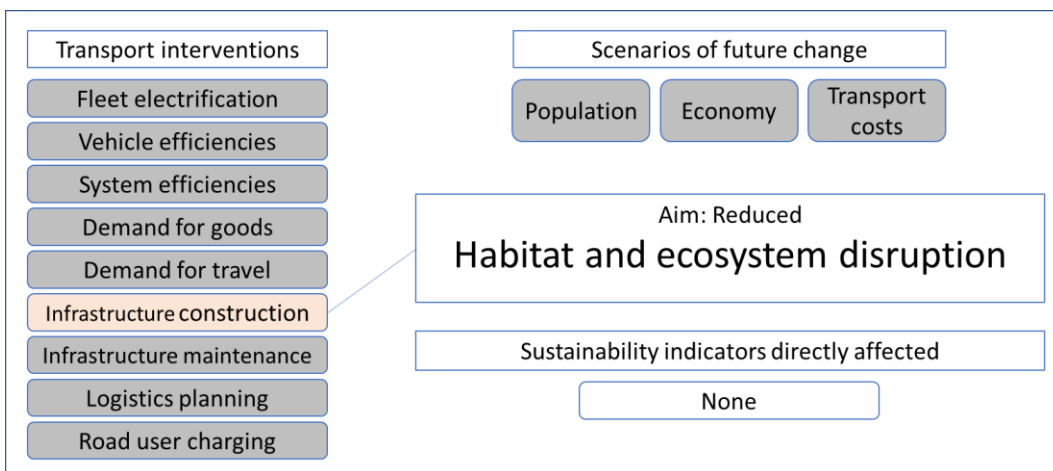 Transport interventions
Fleet electrification
Vehicle efficiencies
System efficiencies
Demand for goods
Demand for travel
Infrastructure construction
Infrastructure maintenance
Logistics planning
Road user charging
Scenarios of future change
Population
Economy
Transport
costs
Aim: Reduced
Habitat and ecosystem disruption
Sustainability indicators directly affected
None